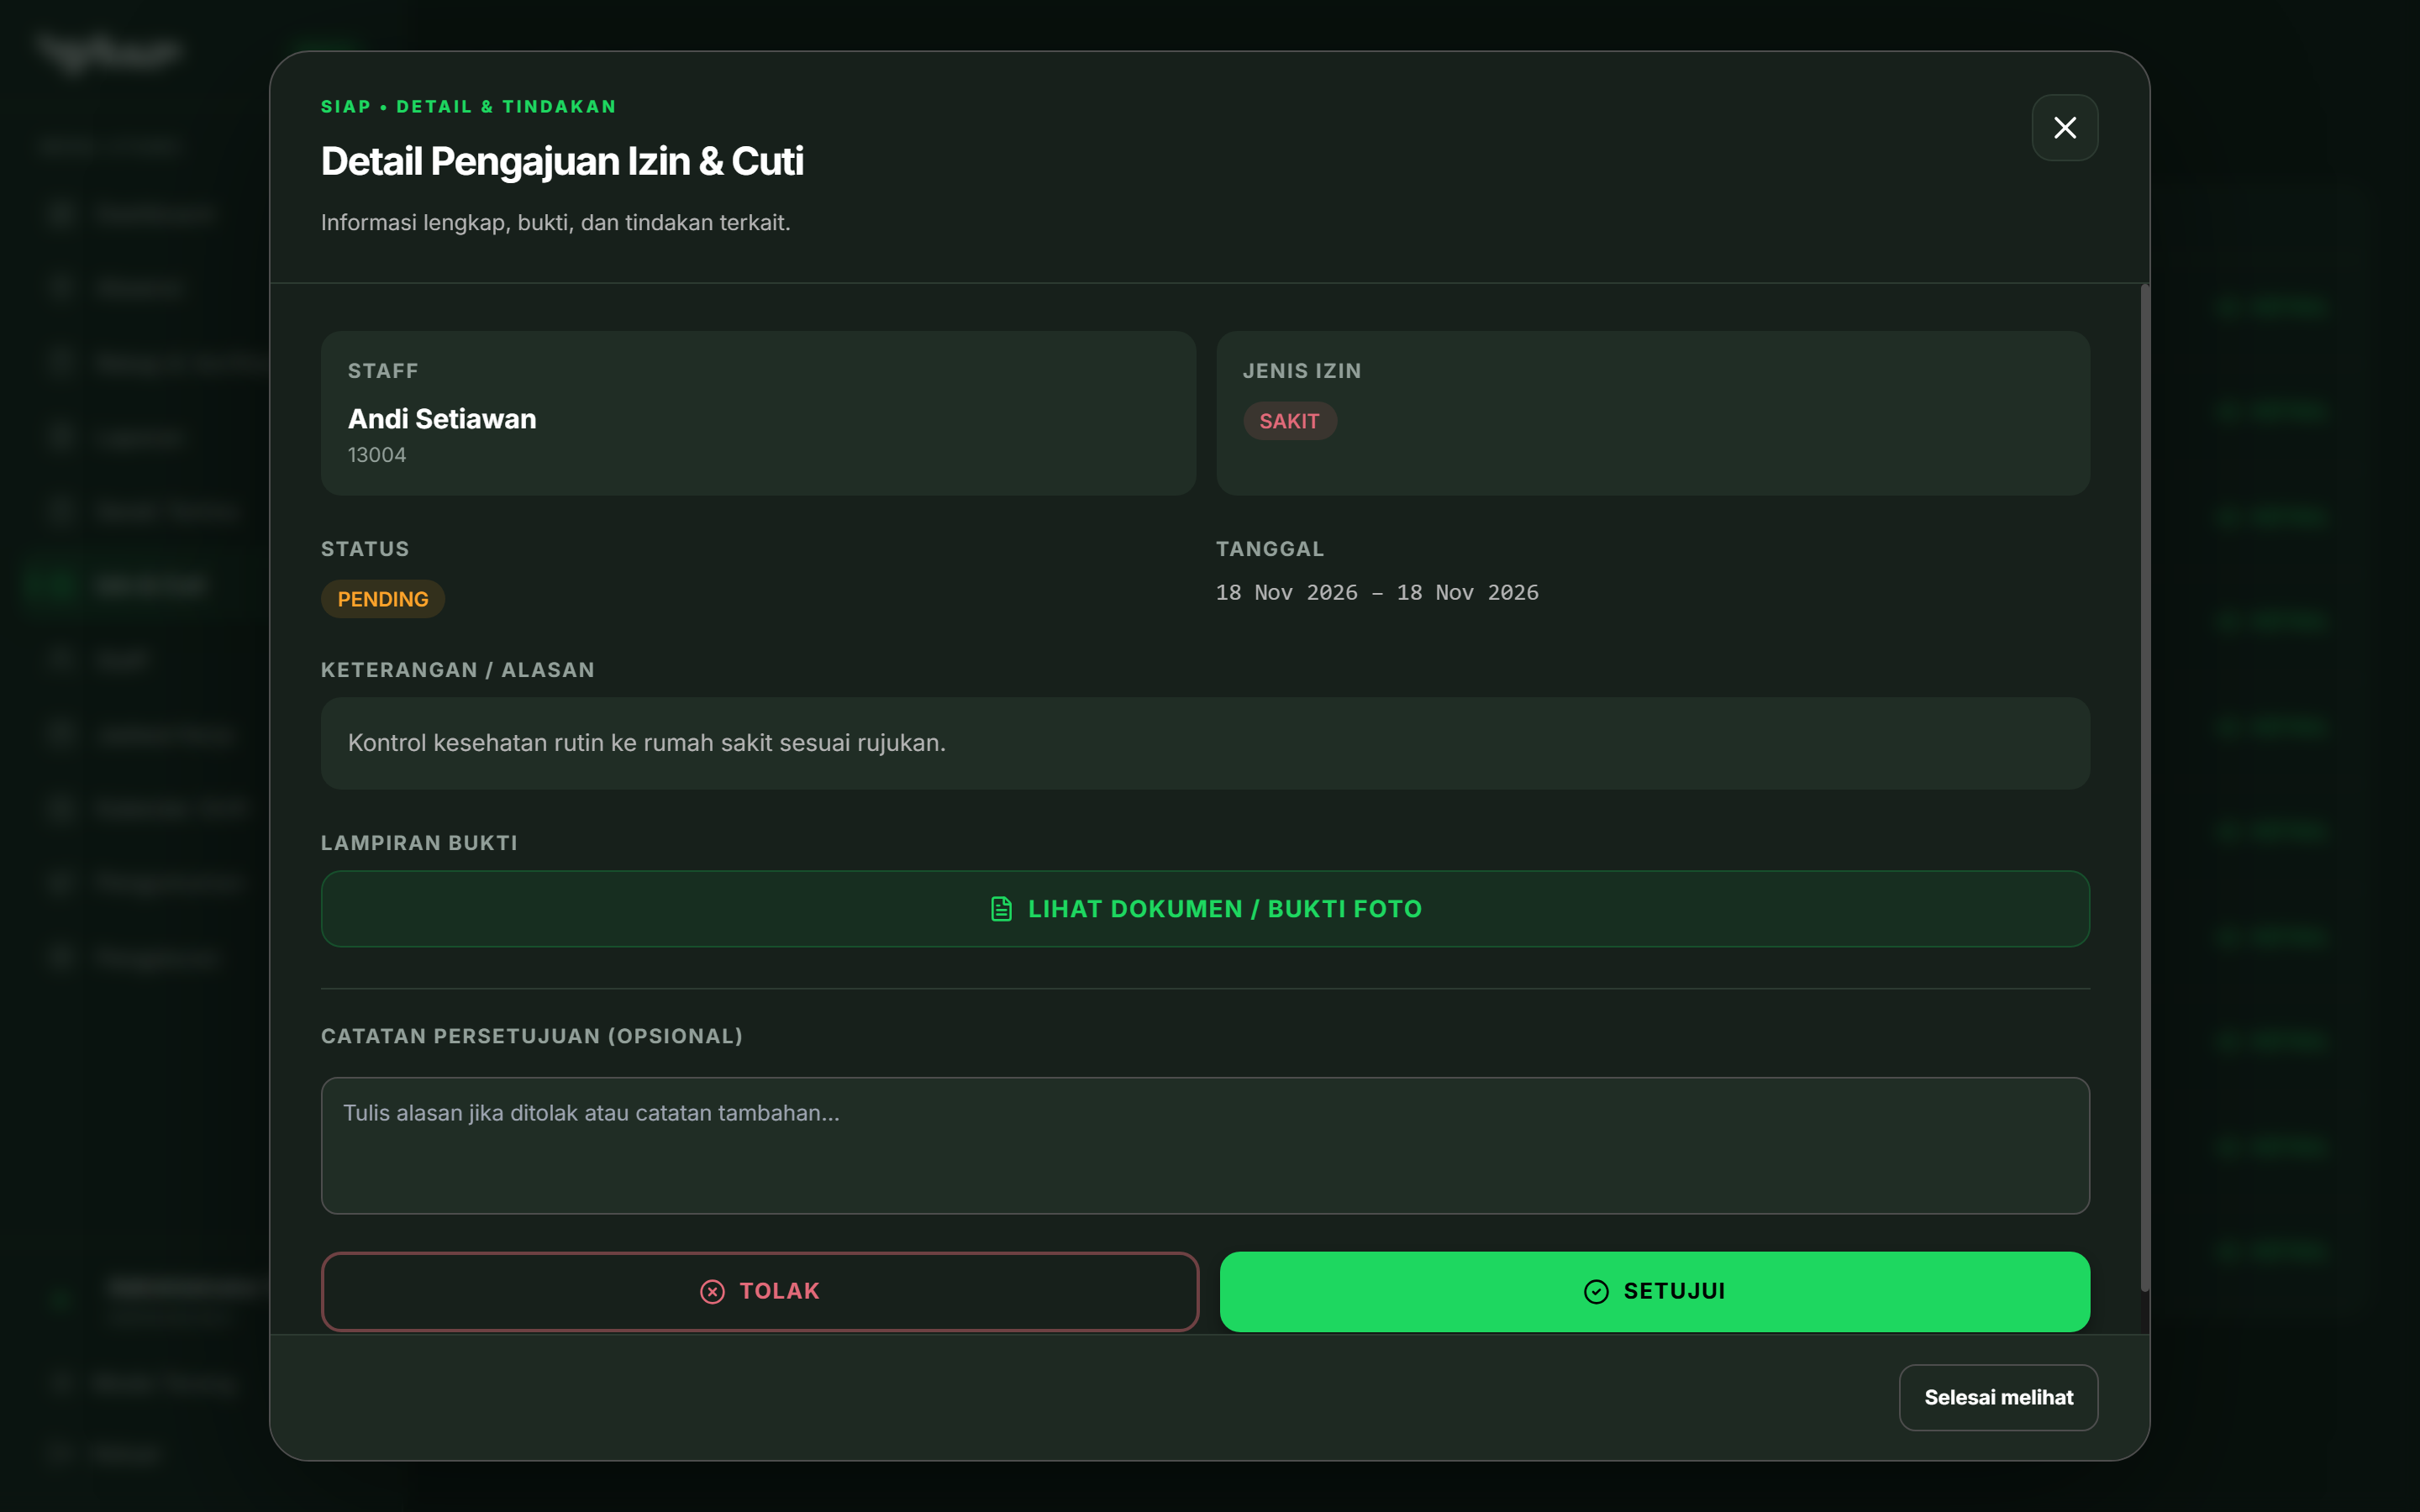 SIAP • DETAIL & TINDAKAN
Detail Pengajuan Izin & Cuti
Informasi lengkap, bukti, dan tindakan terkait.
STAFF
Andi Setiawan
13004
JENIS IZIN
SAKIT
STATUS
PENDING
TANGGAL
18 Nov 2026 – 18 Nov 2026
KETERANGAN / ALASAN
Kontrol kesehatan rutin ke rumah sakit sesuai rujukan.
LAMPIRAN BUKTI
LIHAT DOKUMEN / BUKTI FOTO
CATATAN PERSETUJUAN (OPSIONAL)
Tulis alasan jika ditolak atau catatan tambahan...
TOLAK
SETUJUI
Selesai melihat